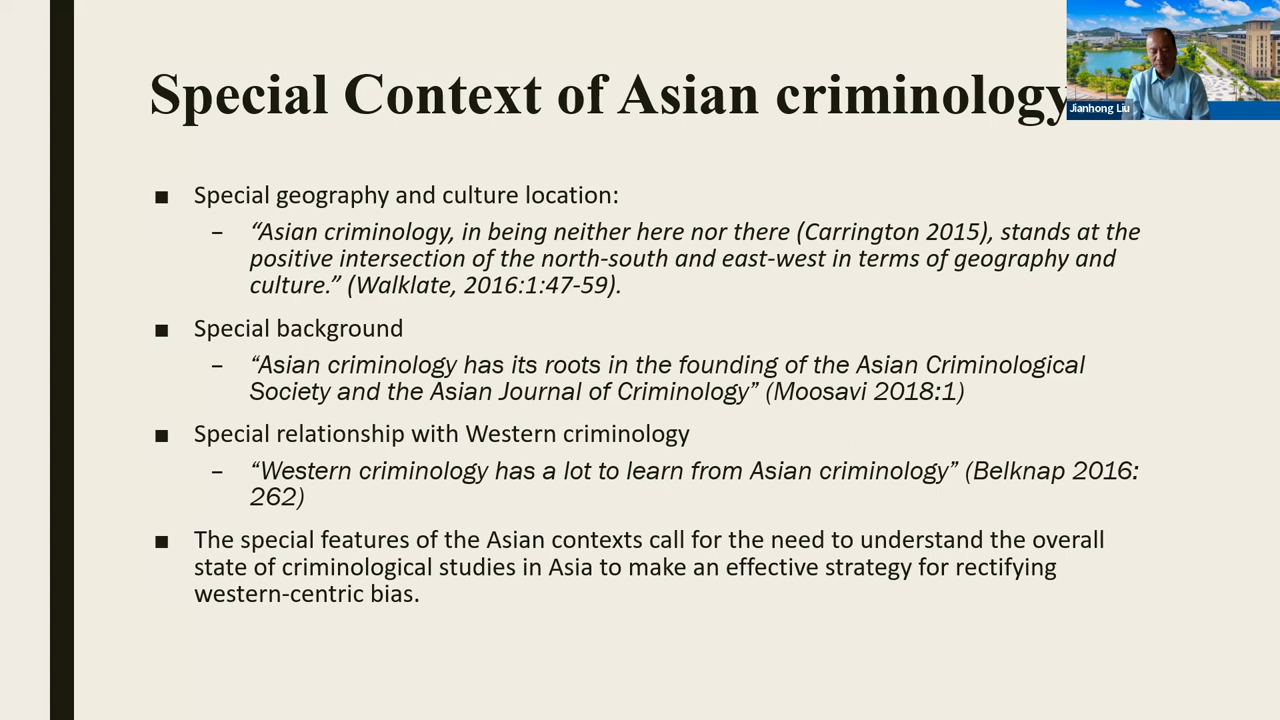 Special Context of Asian criminology
Jianhong Liu
■ Special geography and culture location:
– “Asian criminology, in being neither here nor there (Carrington 2015), stands at the
positive intersection of the north-south and east-west in terms of geography and
culture.” (Walklate, 2016:1:47-59).
■ Special background
– “Asian criminology has its roots in the founding of the Asian Criminological
Society and the Asian Journal of Criminology” (Moosavi 2018:1)
■ Special relationship with Western criminology
– “Western criminology has a lot to learn from Asian criminology” (Belknap 2016:
262)
■ The special features of the Asian contexts call for the need to understand the overall
state of criminological studies in Asia to make an effective strategy for rectifying
western-centric bias.